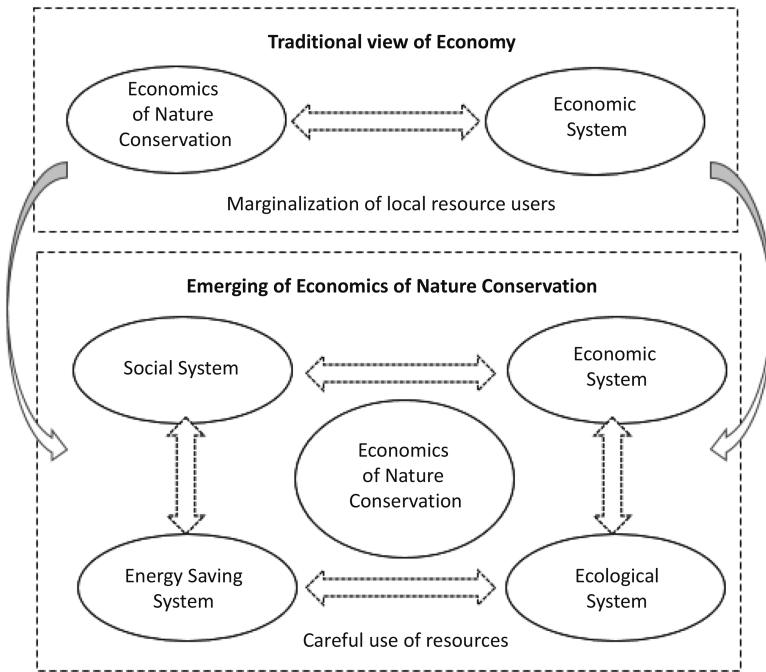 Traditional view of Economy
Economics
of Nature
Conservation
Economic
System
Marginalization of local resource users
Emerging of Economics of Nature Conservation
Social System
Economic
System
Economics
of Nature
Conservation
Energy Saving
System
Ecological
System
Careful use of resources